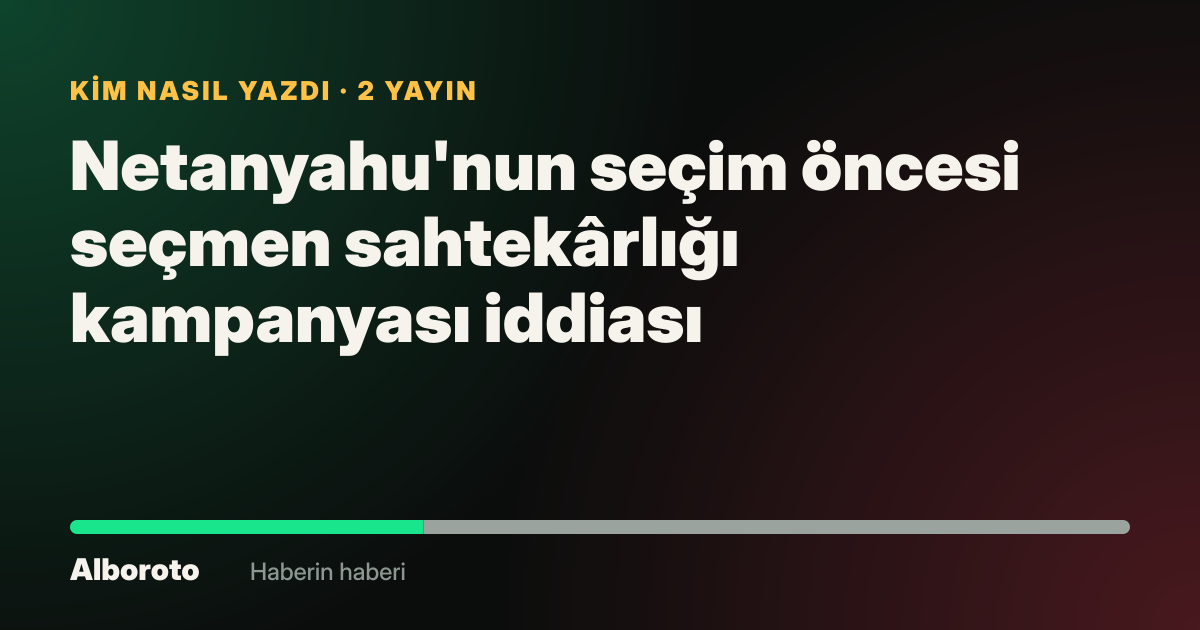 KİM NASIL YAZDI · 2 YAYIN
Netanyahu'nun seçim öncesi
seçmen sahtekârlığı
kampanyası iddiası
Alboroto
Haberin haberi